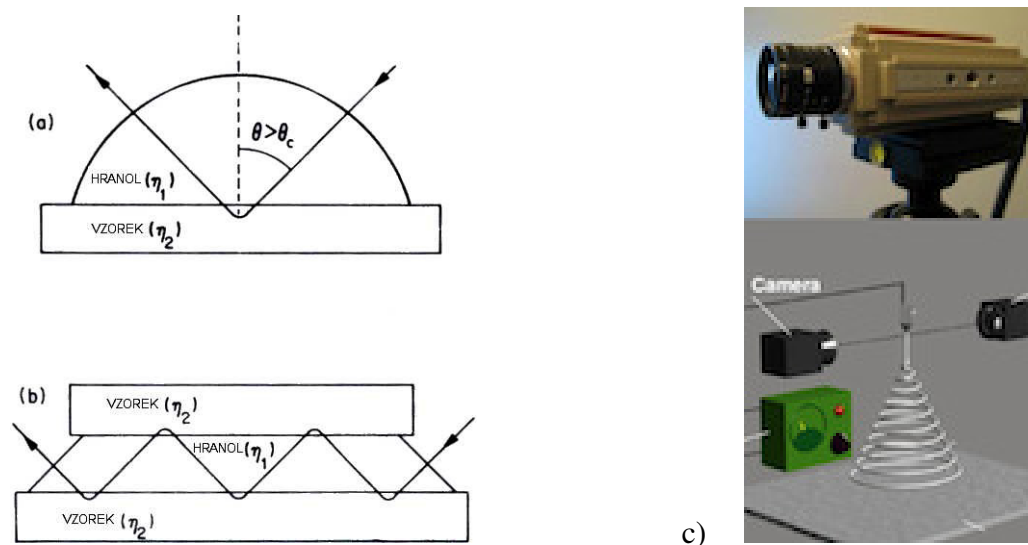 (a)
θ>θc
HRANOL (η₁)
VZOREK (η₂)
(b)
VZOREK (η₂)
HRANOL (η₁)
VZOREK (η₂)
c)
Camera